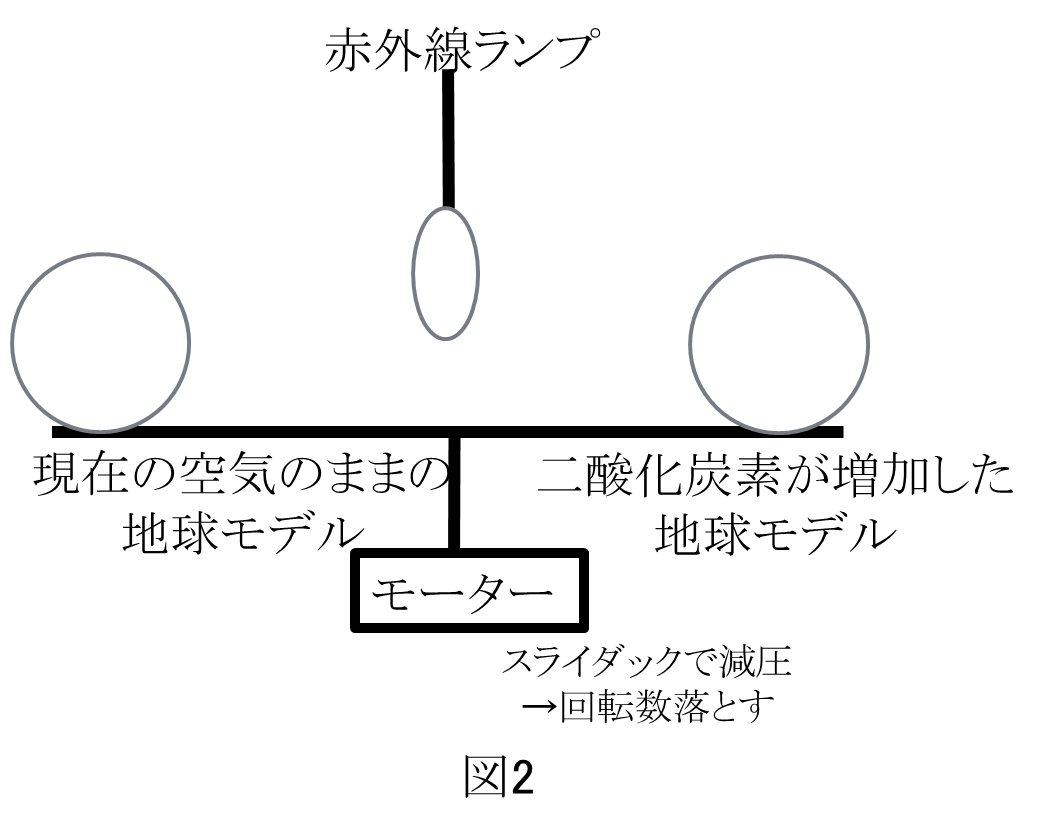 赤外線ランプ
現在の空気のままの
地球モデル
二酸化炭素が増加した
地球モデル
モーター
スライダックで減圧
→回転数落とす
図2